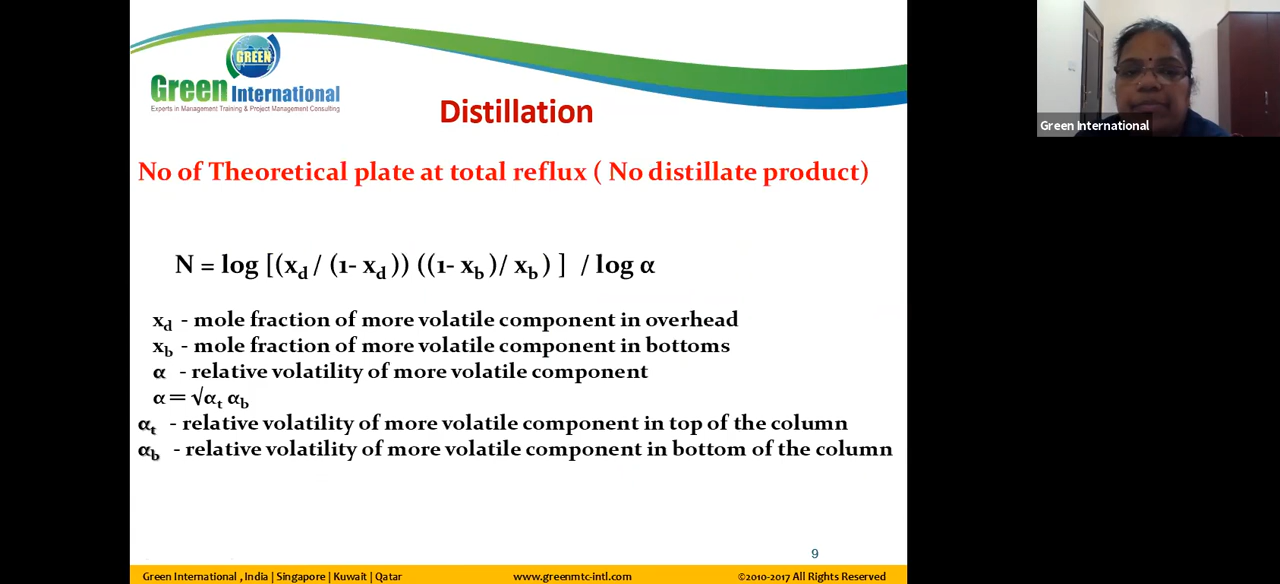 GREEN
Green International
Experts in Management Training & Project Management Consulting
Distillation
No of Theoretical plate at total reflux ( No distillate product)
N = log [(xd / (1- xd )) ((1- xb )/ xb ) ] / log α
xd - mole fraction of more volatile component in overhead
xb - mole fraction of more volatile component in bottoms
α - relative volatility of more volatile component
α = √αt αb
αt - relative volatility of more volatile component in top of the column
αb - relative volatility of more volatile component in bottom of the column
9
Green International , India | Singapore | Kuwait | Qatar
www.greenmtc-intl.com
©2010-2017 All Rights Reserved
Green International